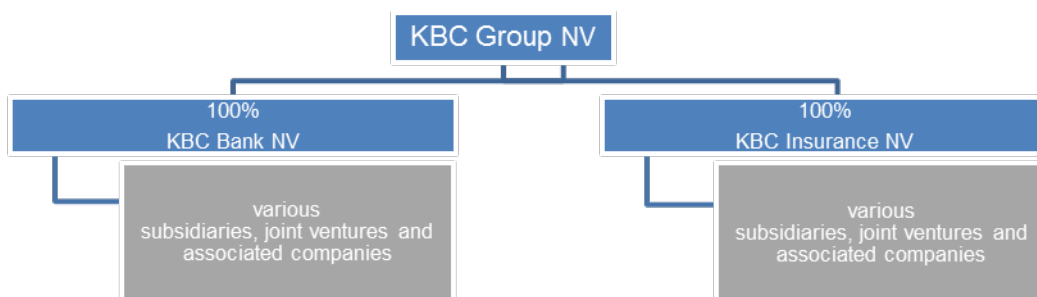 KBC Group NV
100%
KBC Bank NV
various
subsidiaries, joint ventures and
associated companies
100%
KBC Insurance NV
various
subsidiaries, joint ventures and
associated companies